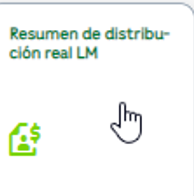 Resumen de distribu-
ción real LM